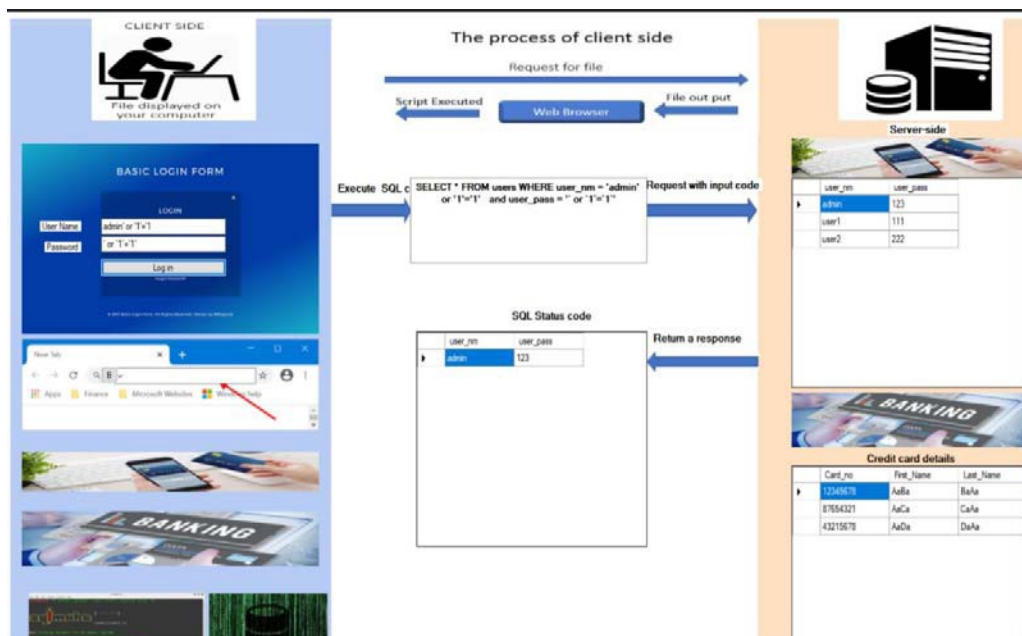 CLIENT SIDE
File displayed on
your computer
The process of client side
Request for file
Script Executed
Web Browser
File out put
Server-side
BASIC LOGIN FORM
LOGIN
User Name
admin' or '1'='1
Password
' or '1'='1'
Log in
Execute SQL c
SELECT * FROM users WHERE user_nm = 'admin'
or '1'='1' and user_pass = '' or '1'='1''
Request with input code
user_nm user_pass
admin 123
user1 111
user2 222
SQL Status code
user_nm user_pass
admin 123
Return a response
New Tab
B
Apps Finance Microsoft Websites Windows help
BANKING
BANKING
Credit card details
Card_no First_Name Last_Name
12345678 AaBa BaAa
87654321 AaCa CaAa
43215678 AaDa DaAa